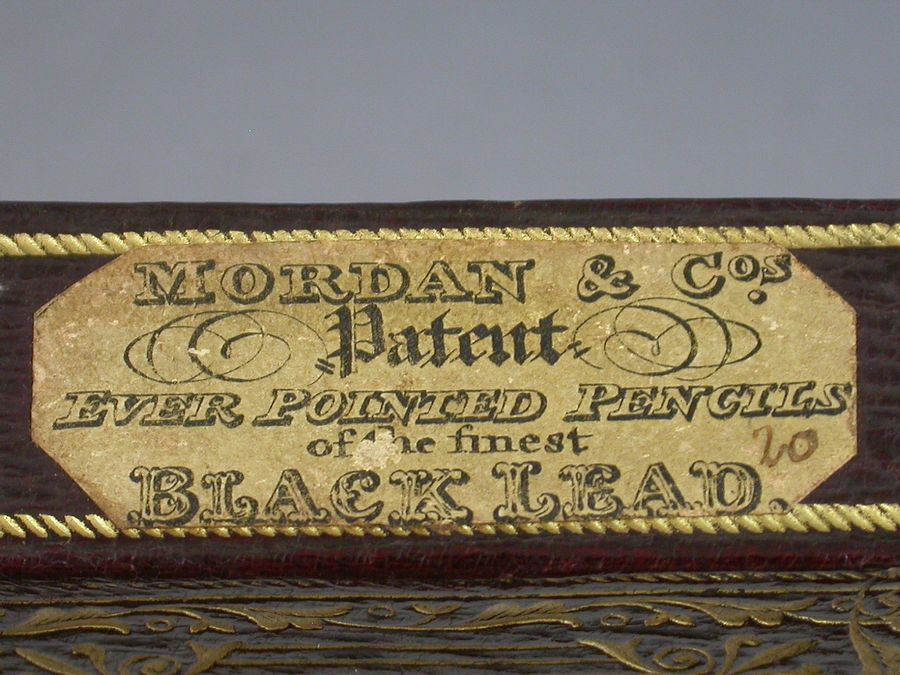 MORDAN & Cos
Patent
EVER POINTED PENCILS
of the finest
20
BLACK LEAD.